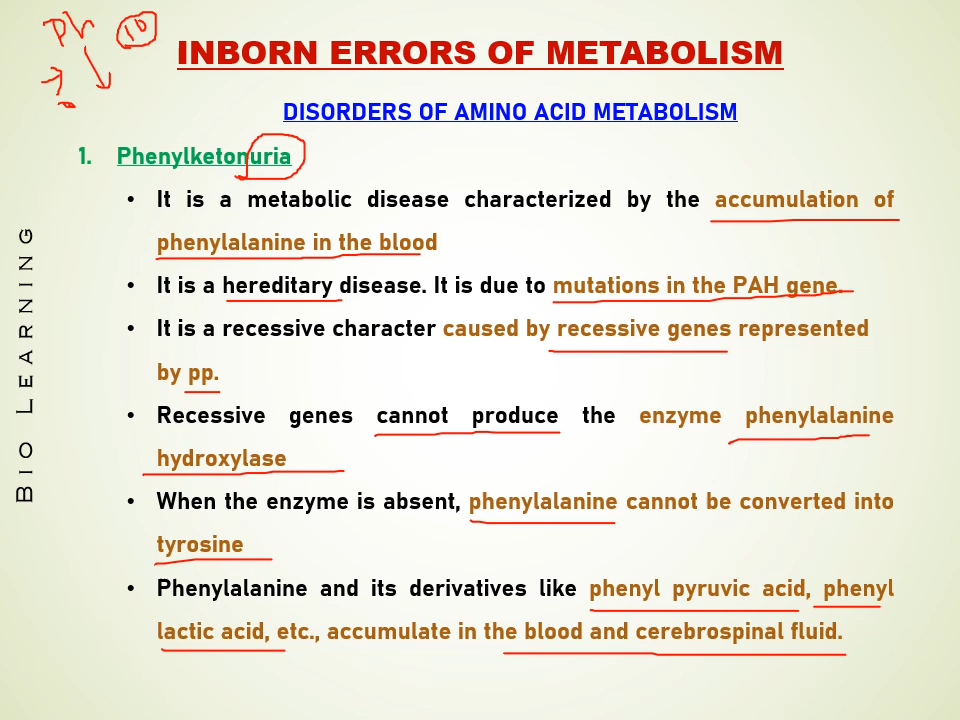 Ph 10
INBORN ERRORS OF METABOLISM
DISORDERS OF AMINO ACID METABOLISM
1. Phenylketonuria
• It is a metabolic disease characterized by the accumulation of
phenylalanine in the blood
• It is a hereditary disease. It is due to mutations in the PAH gene.
• It is a recessive character caused by recessive genes represented
by pp.
• Recessive genes cannot produce the enzyme phenylalanine
hydroxylase
• When the enzyme is absent, phenylalanine cannot be converted into
tyrosine
• Phenylalanine and its derivatives like phenyl pyruvic acid, phenyl
lactic acid, etc., accumulate in the blood and cerebrospinal fluid.
BIO LEARNING